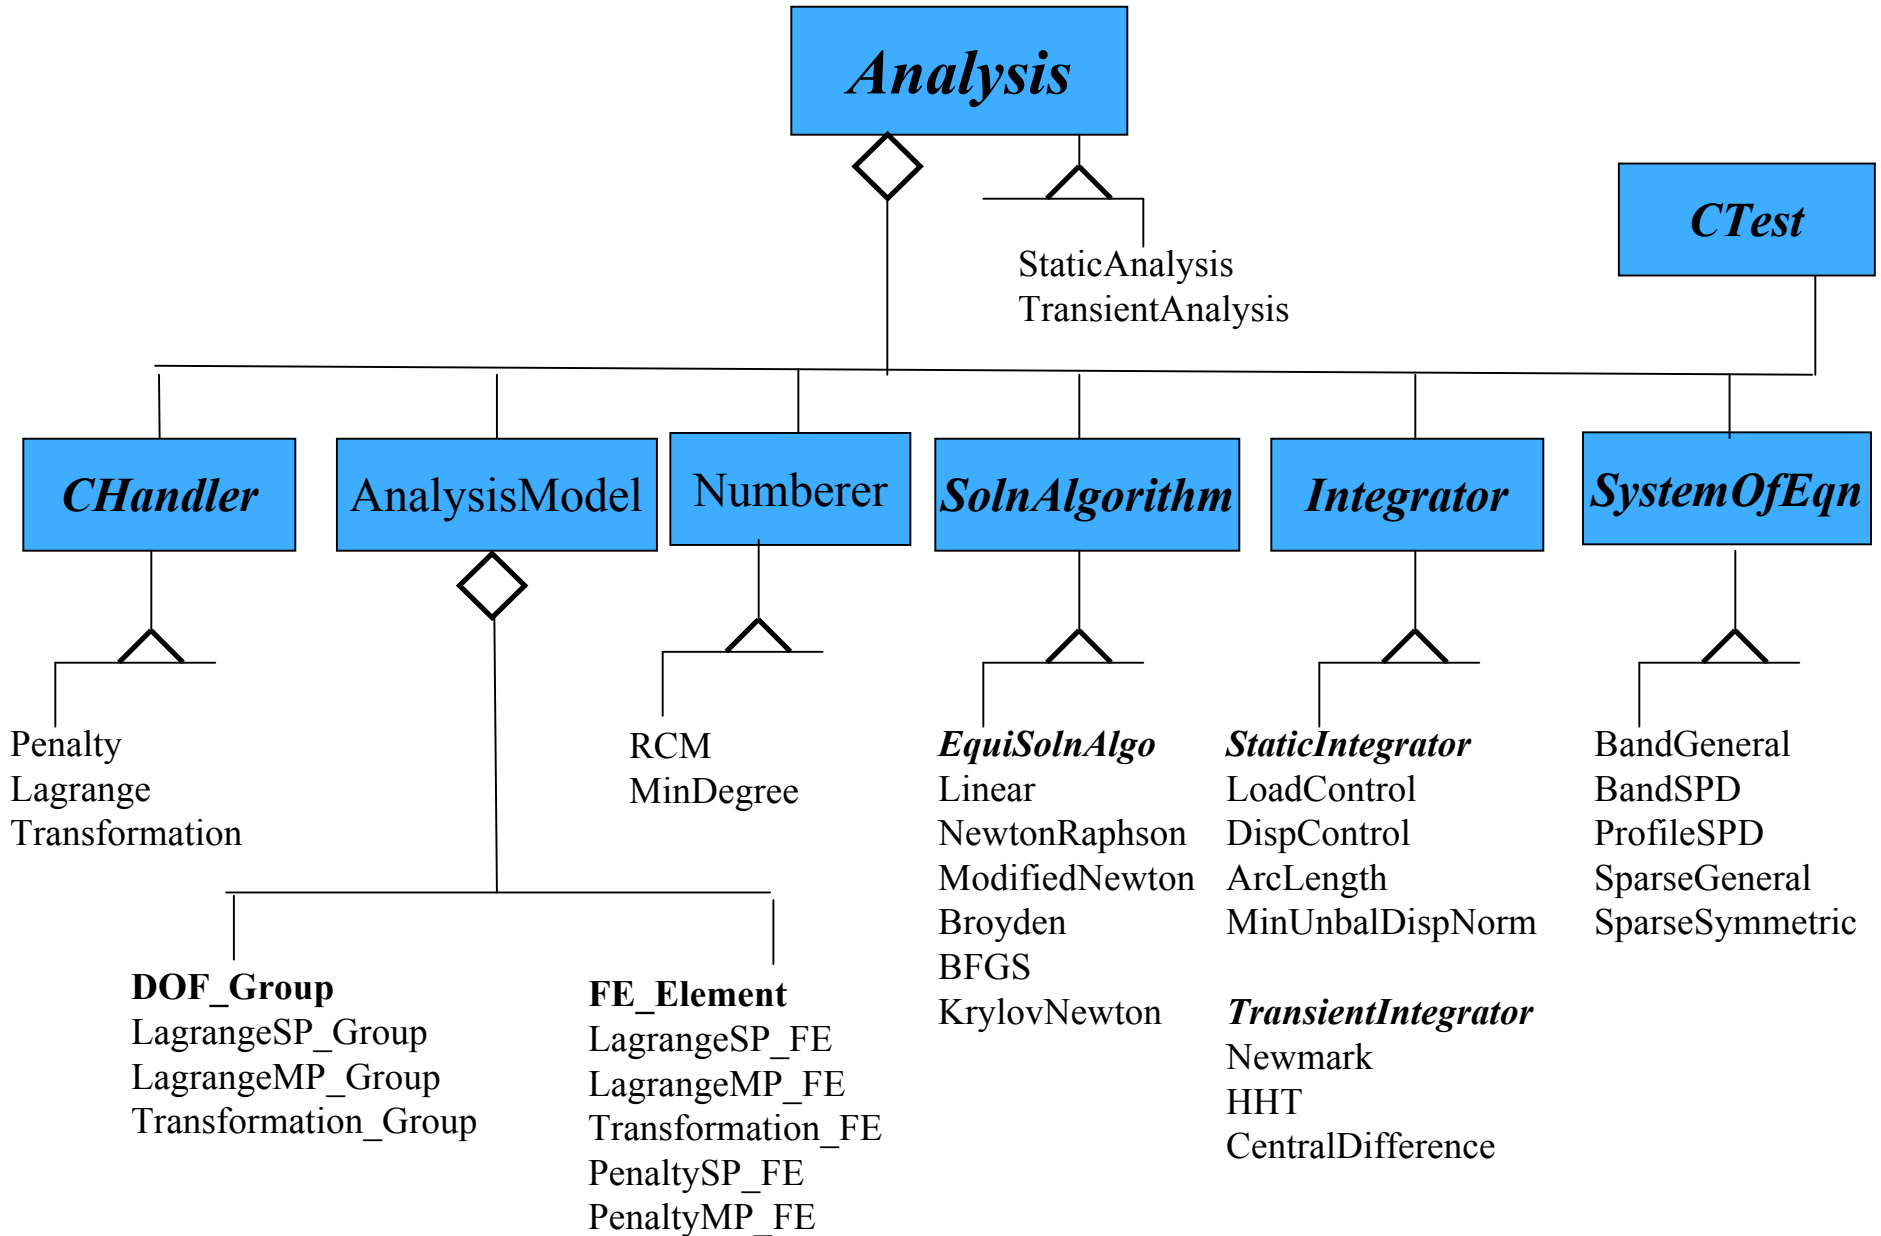 Analysis
CTest
StaticAnalysis
TransientAnalysis
CHandler
AnalysisModel
Numberer
SolnAlgorithm
Integrator
SystemOfEqn
Penalty
Lagrange
Transformation
RCM
MinDegree
EquiSolnAlgo
Linear
NewtonRaphson
ModifiedNewton
Broyden
BFGS
KrylovNewton
StaticIntegrator
LoadControl
DispControl
ArcLength
MinUnbalDispNorm
TransientIntegrator
Newmark
HHT
CentralDifference
BandGeneral
BandSPD
ProfileSPD
SparseGeneral
SparseSymmetric
DOF_Group
LagrangeSP_Group
LagrangeMP_Group
Transformation_Group
FE_Element
LagrangeSP_FE
LagrangeMP_FE
Transformation_FE
PenaltySP_FE
PenaltyMP_FE